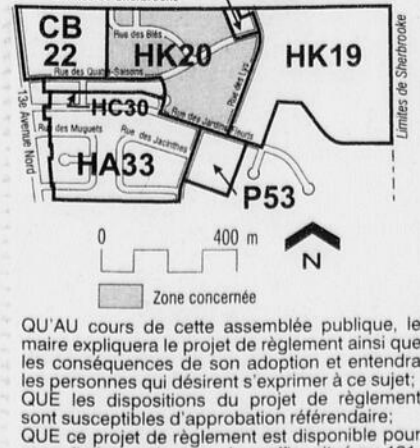 CB
22
Rue des Blés
HK20
HK19
Rue des Quatre-Saisons
Rue des Lys
Limites de Sherbrooke
13e Avenue Nord
HC30
Rue des Jardins-Fleuris
Rue des Muguets
Rue des Jacinthes
HA33
P53
0 400 m
N
Zone concernée
QU'AU cours de cette assemblée publique, le
maire expliquera le projet de règlement ainsi que
les conséquences de son adoption et entendra
les personnes qui désirent s'exprimer à ce sujet;
QUE les dispositions du projet de règlement
sont susceptibles d'approbation référendaire;
QUE ce projet de règlement est disponible pour